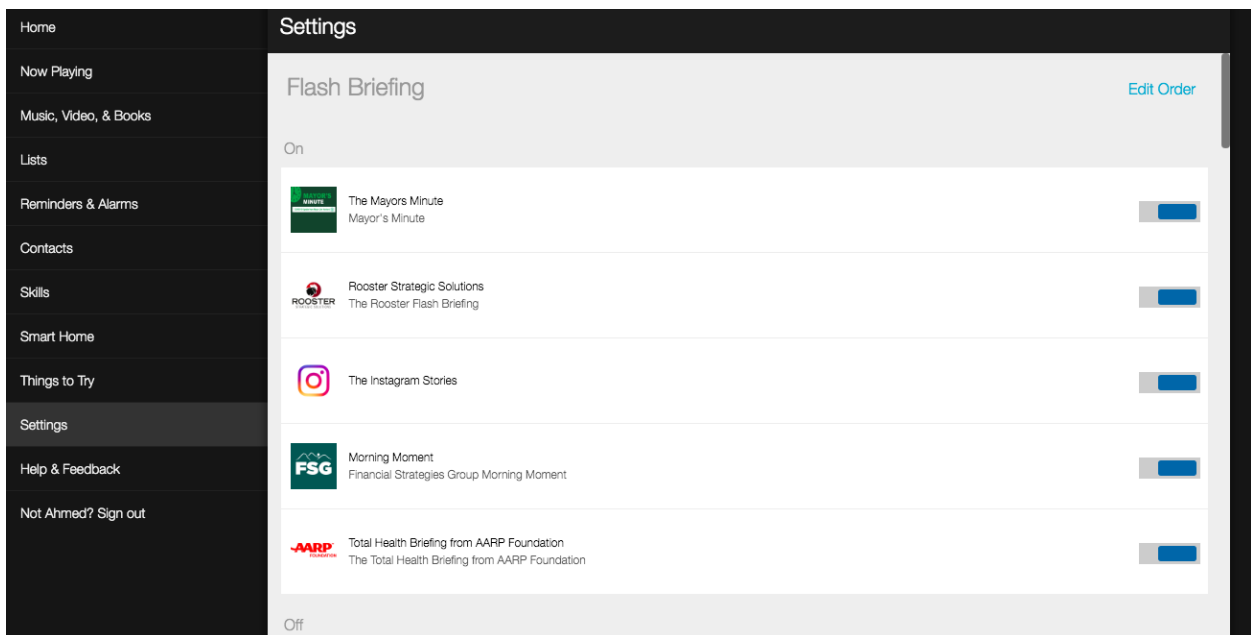 Home
Now Playing
Music, Video, & Books
Lists
Reminders & Alarms
Contacts
Skills
Smart Home
Things to Try
Settings
Help & Feedback
Not Ahmed? Sign out
Settings
Flash Briefing
Edit Order
On
MINUTE
The Mayors Minute
Mayor's Minute
ROOSTER
Rooster Strategic Solutions
The Rooster Flash Briefing
The Instagram Stories
FSG
Morning Moment
Financial Strategies Group Morning Moment
AARP
FOUNDATION
Total Health Briefing from AARP Foundation
The Total Health Briefing from AARP Foundation
Off